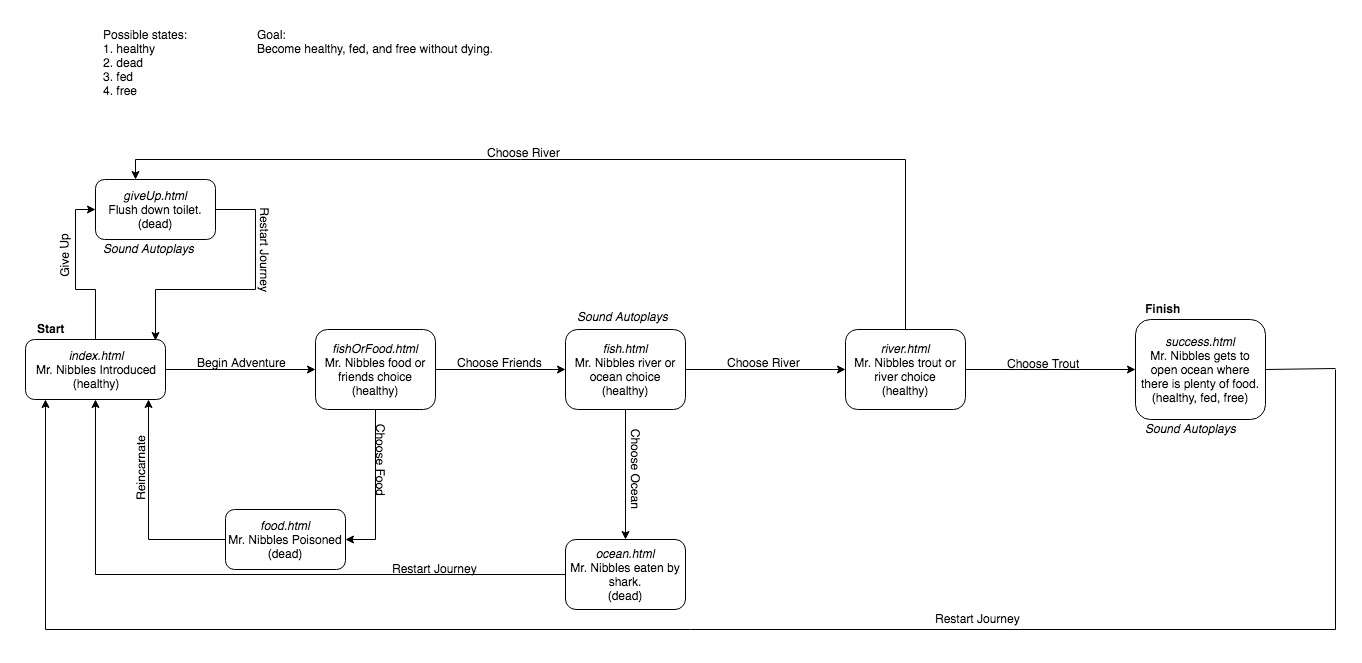 Possible states:
1. healthy
2. dead
3. fed
4. free
Goal:
Become healthy, fed, and free without dying.
Choose River
giveUp.html
Flush down toilet.
(dead)
Sound Autoplays
Give Up
Restart Journey
Start
index.html
Mr. Nibbles Introduced
(healthy)
Begin Adventure
fishOrFood.html
Mr. Nibbles food or
friends choice
(healthy)
Choose Friends
Sound Autoplays
fish.html
Mr. Nibbles river or
ocean choice
(healthy)
Choose River
river.html
Mr. Nibbles trout or
river choice
(healthy)
Choose Trout
Finish
success.html
Mr. Nibbles gets to
open ocean where
there is plenty of food.
(healthy, fed, free)
Sound Autoplays
Reincarnate
Choose Food
Choose Ocean
food.html
Mr. Nibbles Poisoned
(dead)
ocean.html
Mr. Nibbles eaten by
shark.
(dead)
Restart Journey
Restart Journey